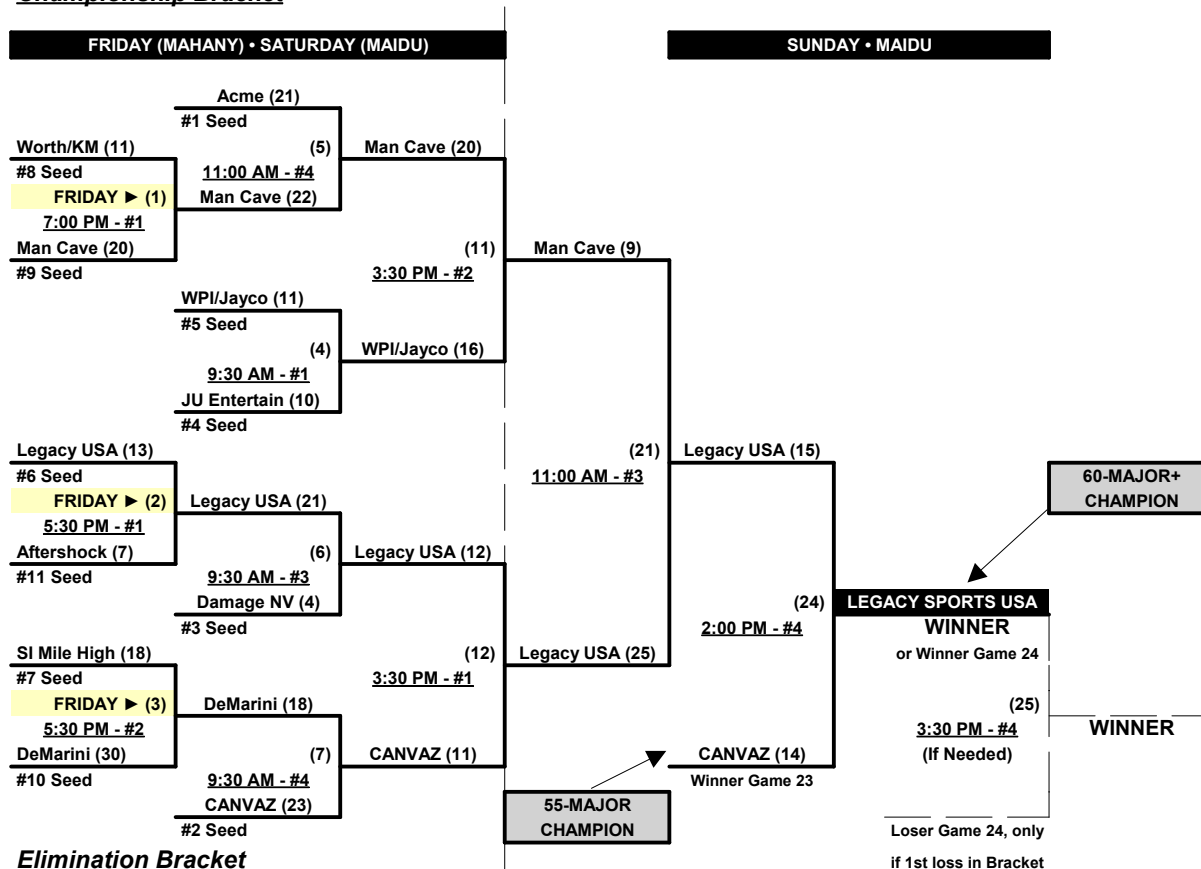 Championship Bracket
FRIDAY (MAHANY) • SATURDAY (MAIDU)
SUNDAY • MAIDU
Acme (21)
#1 Seed
Worth/KM (11)
(5)
Man Cave (20)
#8 Seed
11:00 AM - #4
FRIDAY ► (1)
Man Cave (22)
7:00 PM - #1
Man Cave (20)
(11)
Man Cave (9)
#9 Seed
3:30 PM - #2
WPI/Jayco (11)
#5 Seed
(4)
WPI/Jayco (16)
9:30 AM - #1
JU Entertain (10)
#4 Seed
Legacy USA (13)
(21)
Legacy USA (15)
#6 Seed
11:00 AM - #3
60-MAJOR+
CHAMPION
FRIDAY ► (2)
Legacy USA (21)
5:30 PM - #1
Aftershock (7)
(6)
Legacy USA (12)
#11 Seed
9:30 AM - #3
Damage NV (4)
(24)
LEGACY SPORTS USA
#3 Seed
2:00 PM - #4
WINNER
or Winner Game 24
SI Mile High (18)
(12)
Legacy USA (25)
#7 Seed
3:30 PM - #1
FRIDAY ► (3)
DeMarini (18)
(25)
5:30 PM - #2
3:30 PM - #4
WINNER
DeMarini (30)
(7)
CANVAZ (11)
CANVAZ (14)
(If Needed)
#10 Seed
9:30 AM - #4
Winner Game 23
CANVAZ (23)
55-MAJOR
CHAMPION
#2 Seed
Loser Game 24, only
Elimination Bracket
if 1st loss in Bracket